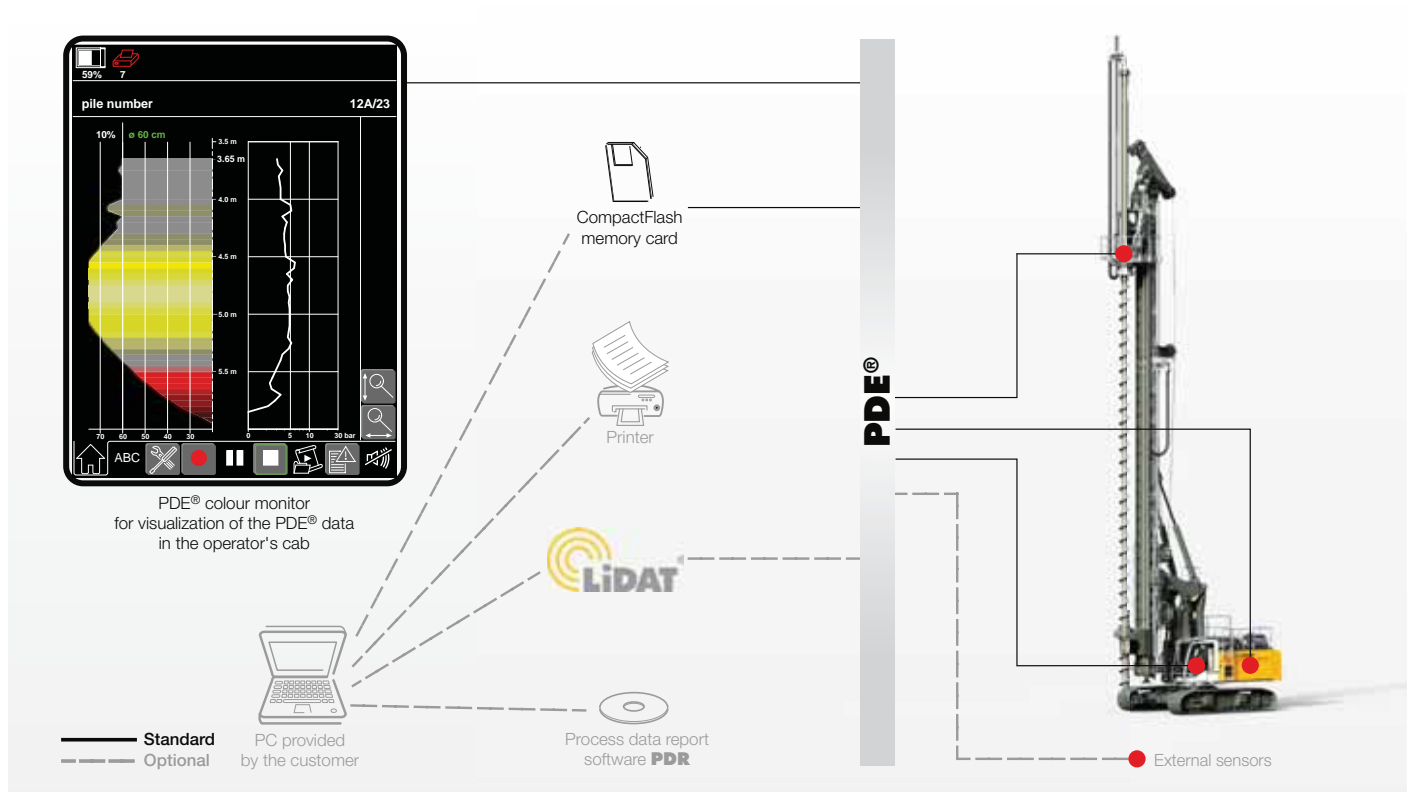 59%
7
pile number
12A/23
10%
ø 60 cm
3.5 m
3.65 m
4.0 m
4.5 m
5.0 m
5.5 m
70 60 50 40 30
0 5 10 30 bar
ABC
PDE® colour monitor
for visualization of the PDE® data
in the operator's cab
CompactFlash
memory card
Printer
LiDAT
PDE®
Standard
Optional
PC provided
by the customer
Process data report
software PDR
External sensors